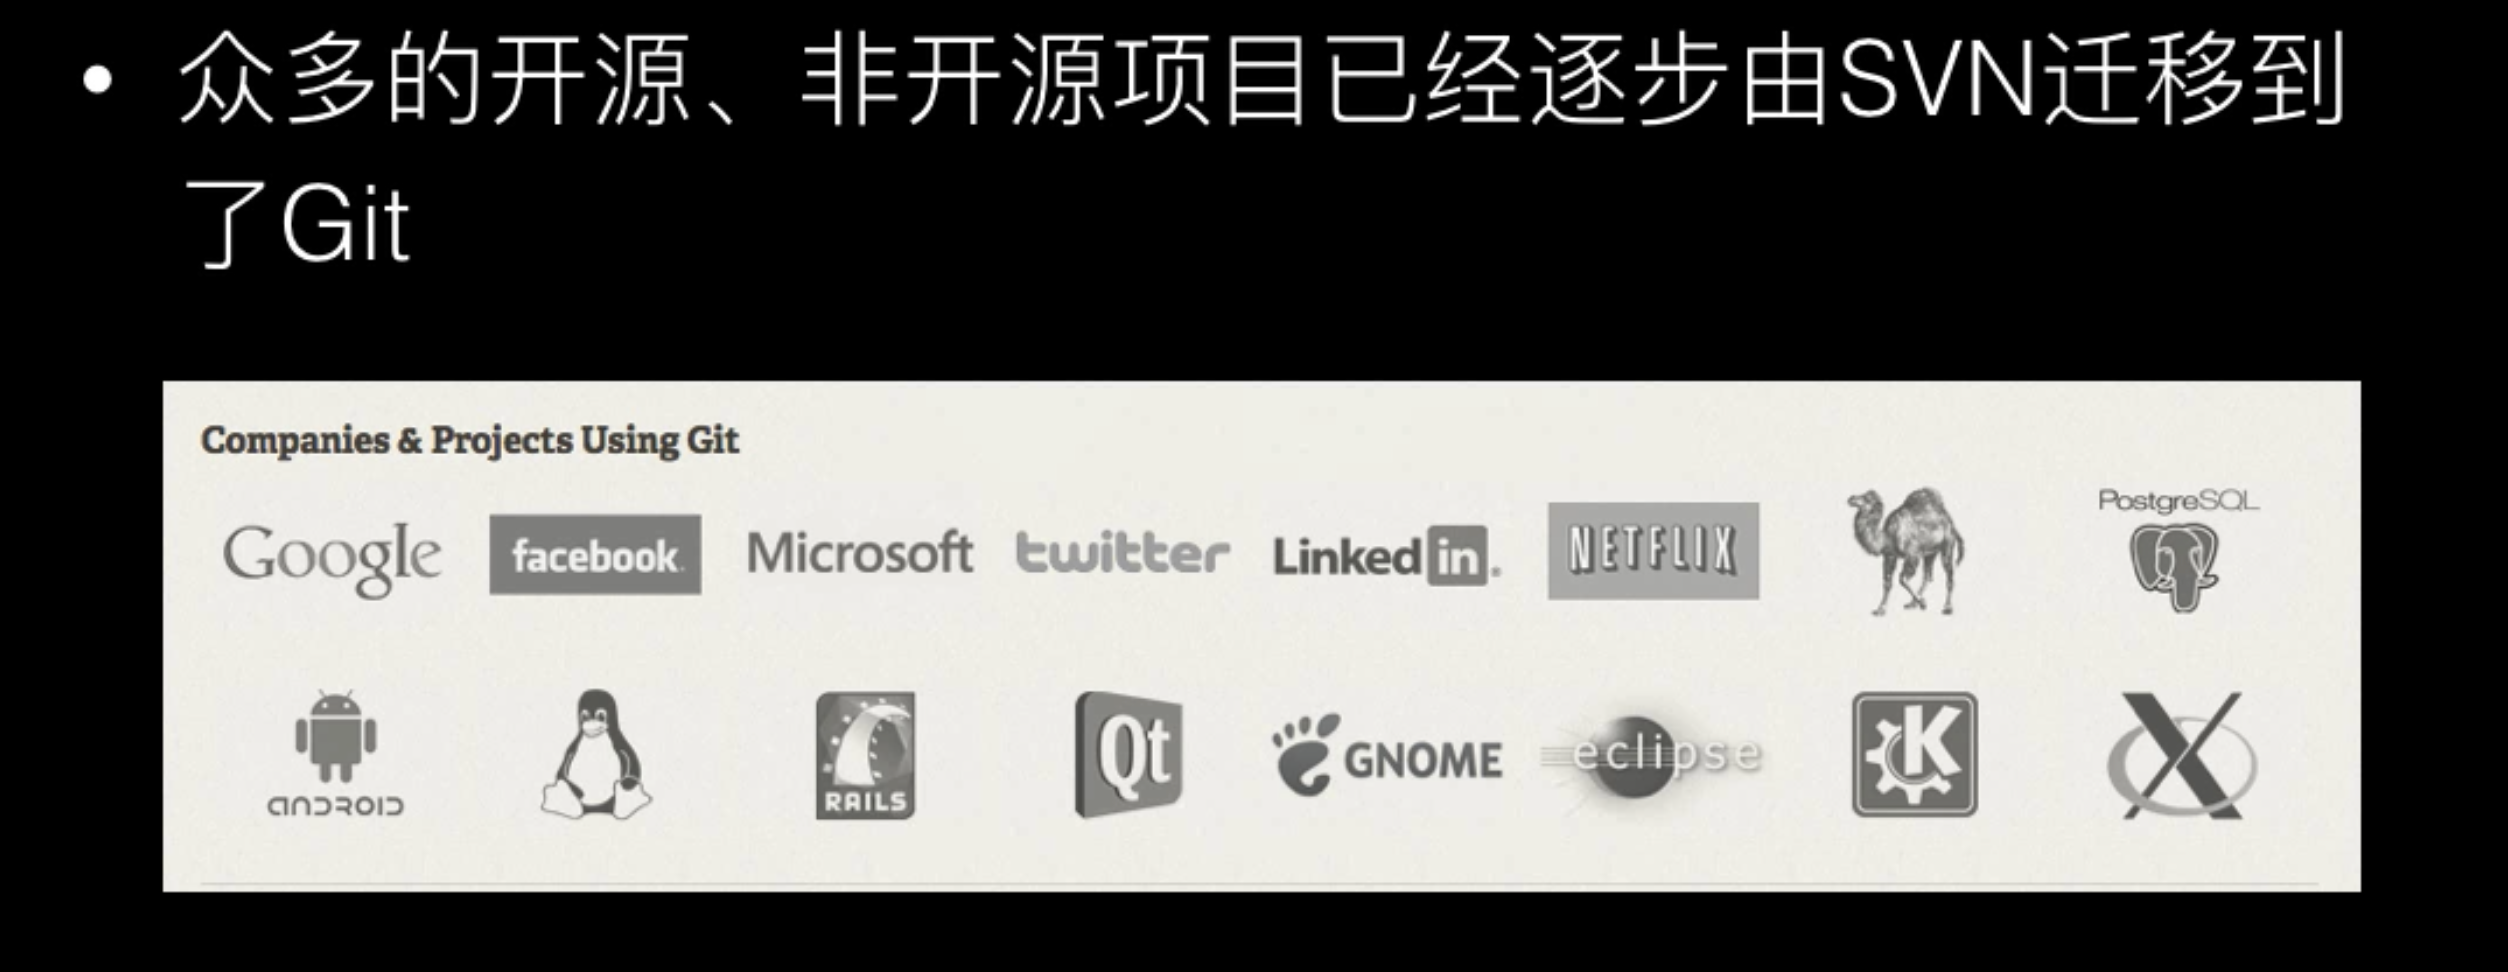 • 众多的开源、非开源项目已经逐步由SVN迁移到
了Git
Companies & Projects Using Git
Google facebook. Microsoft twitter Linked in. NETFLIX PostgreSQL
ANDROID RAILS Qt GNOME eclipse K X